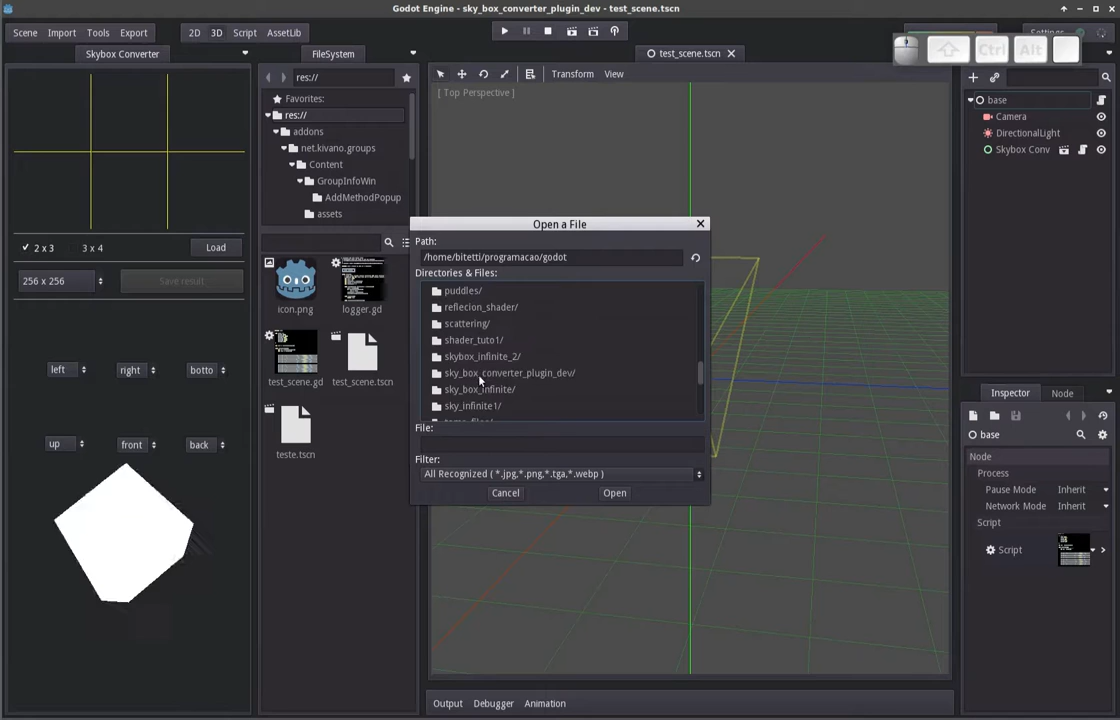 Godot Engine - sky_box_converter_plugin_dev - test_scene.tscn
Scene Import Tools Export
2D 3D Script AssetLib
Settings
Ctrl Alt
Skybox Converter
FileSystem
test_scene.tscn
res://
Transform View
[ Top Perspective ]
Favorites:
res://
addons
net.kivano.groups
Content
GroupInfoWin
AddMethodPopup
assets
base
Camera
DirectionalLight
Skybox Conv
2 x 3 3 x 4 Load
256 x 256 Save result
icon.png logger.gd
test_scene.gd test_scene.tscn
teste.tscn
left right botto
up front back
Open a File
Path:
/home/bitetti/programacao/godot
Directories & Files:
puddles/
reflecion_shader/
scattering/
shader_tuto1/
skybox_infinite_2/
sky_box_converter_plugin_dev/
sky_box_infinite/
sky_infinite1/
File:
Filter:
All Recognized ( *.jpg,*.png,*.tga,*.webp )
Cancel Open
Inspector Node
base
Node
Process
Pause Mode Inherit
Network Mode Inherit
Script
Script
Output Debugger Animation